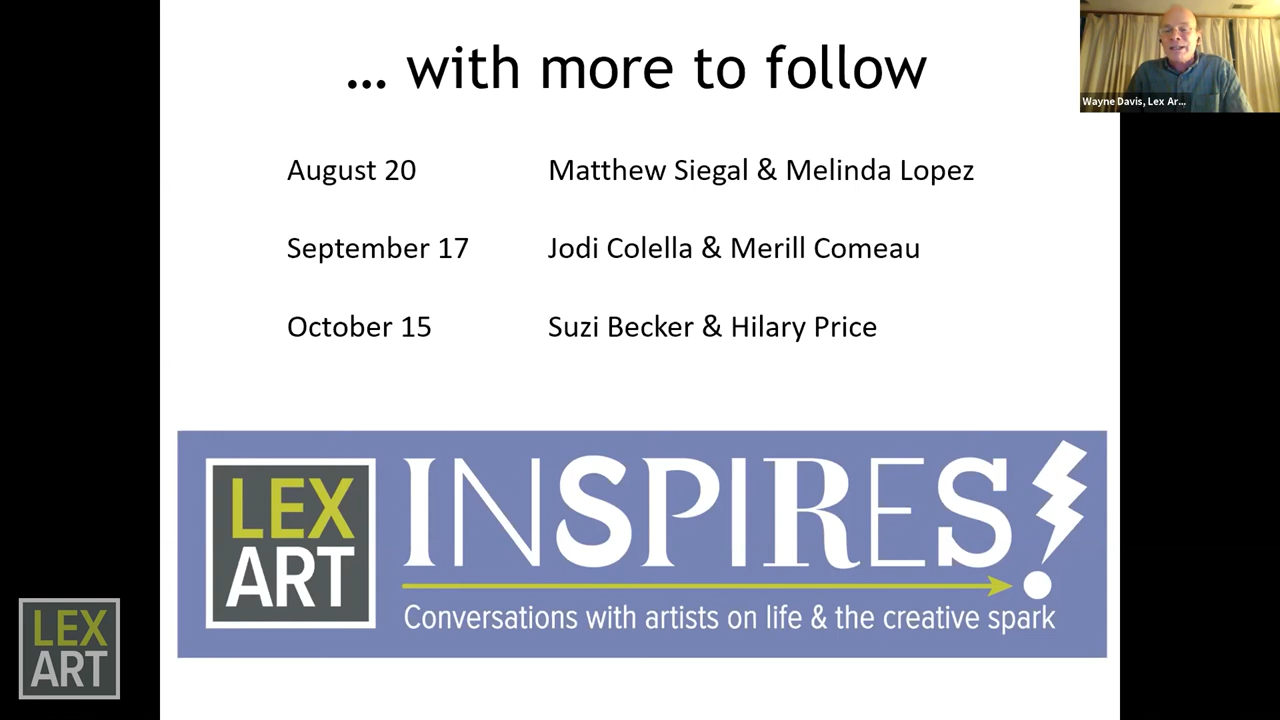 ... with more to follow
Wayne Davis, Lex Ar...
August 20 Matthew Siegal & Melinda Lopez
September 17 Jodi Colella & Merill Comeau
October 15 Suzi Becker & Hilary Price
LEX
ART
INSPIRES!
Conversations with artists on life & the creative spark
LEX
ART